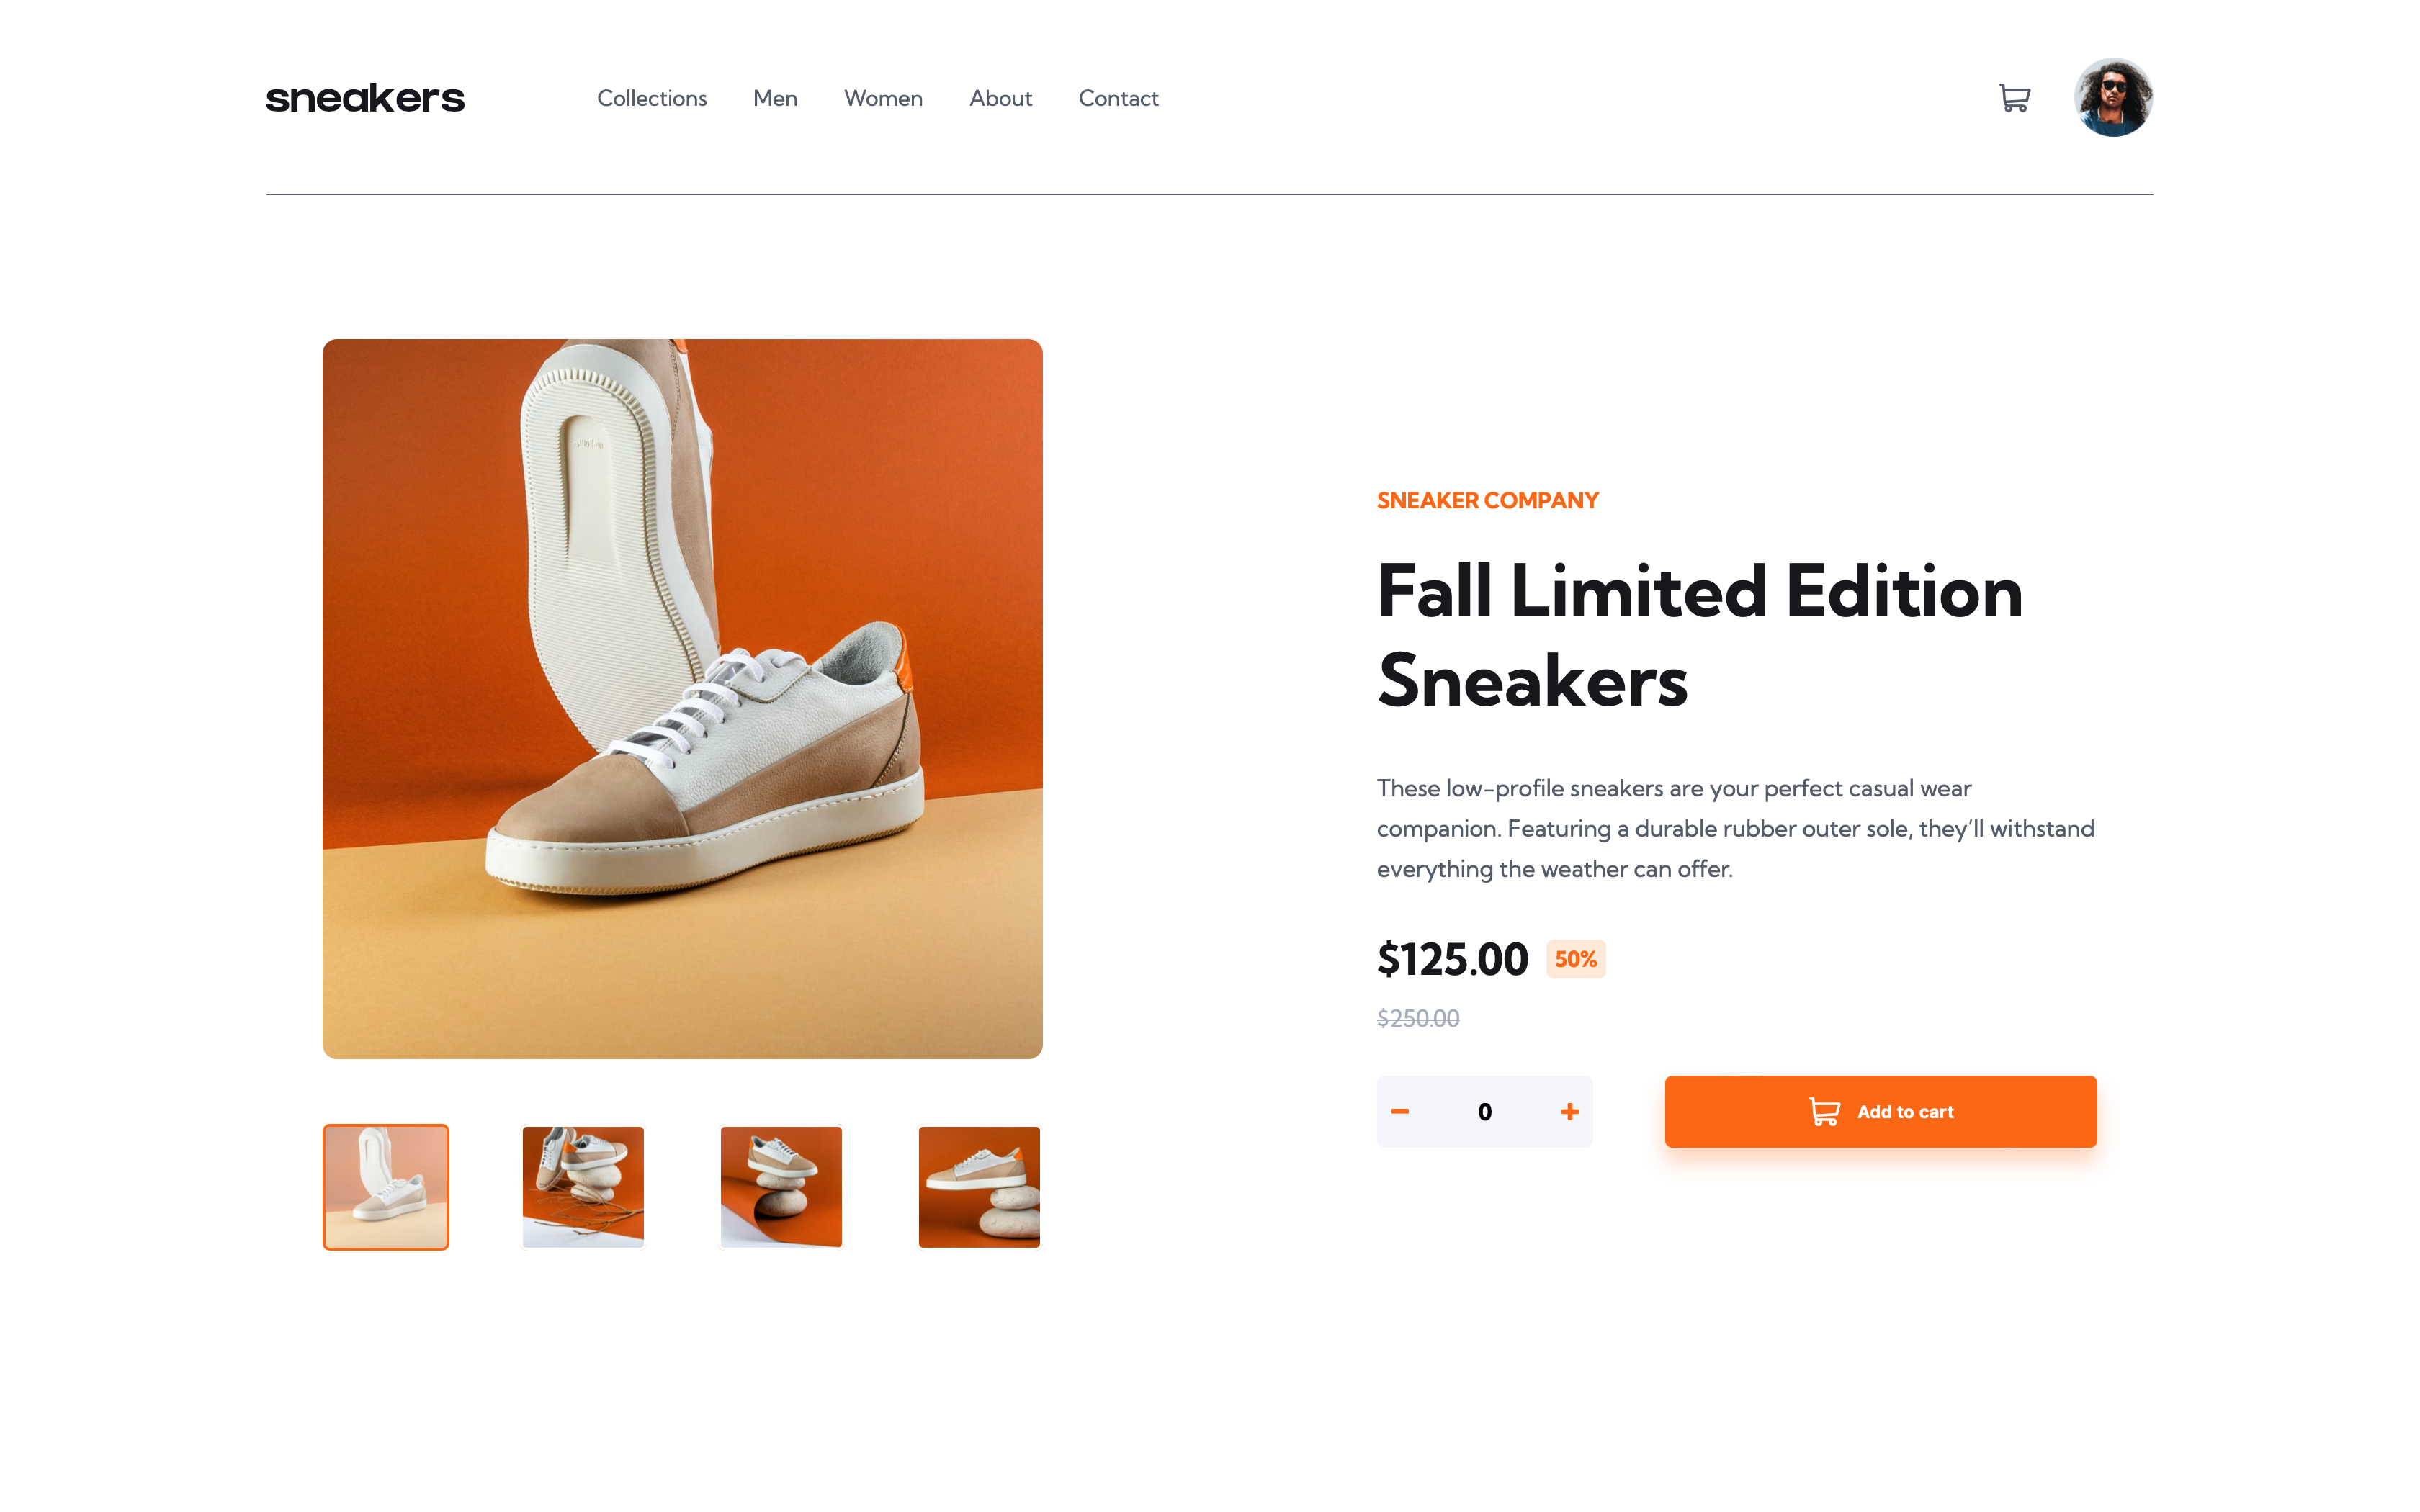 sneakers
Collections Men Women About Contact
SNEAKER COMPANY
Fall Limited Edition
Sneakers
These low-profile sneakers are your perfect casual wear
companion. Featuring a durable rubber outer sole, they’ll withstand
everything the weather can offer.
$125.00 50%
$250.00
0
Add to cart